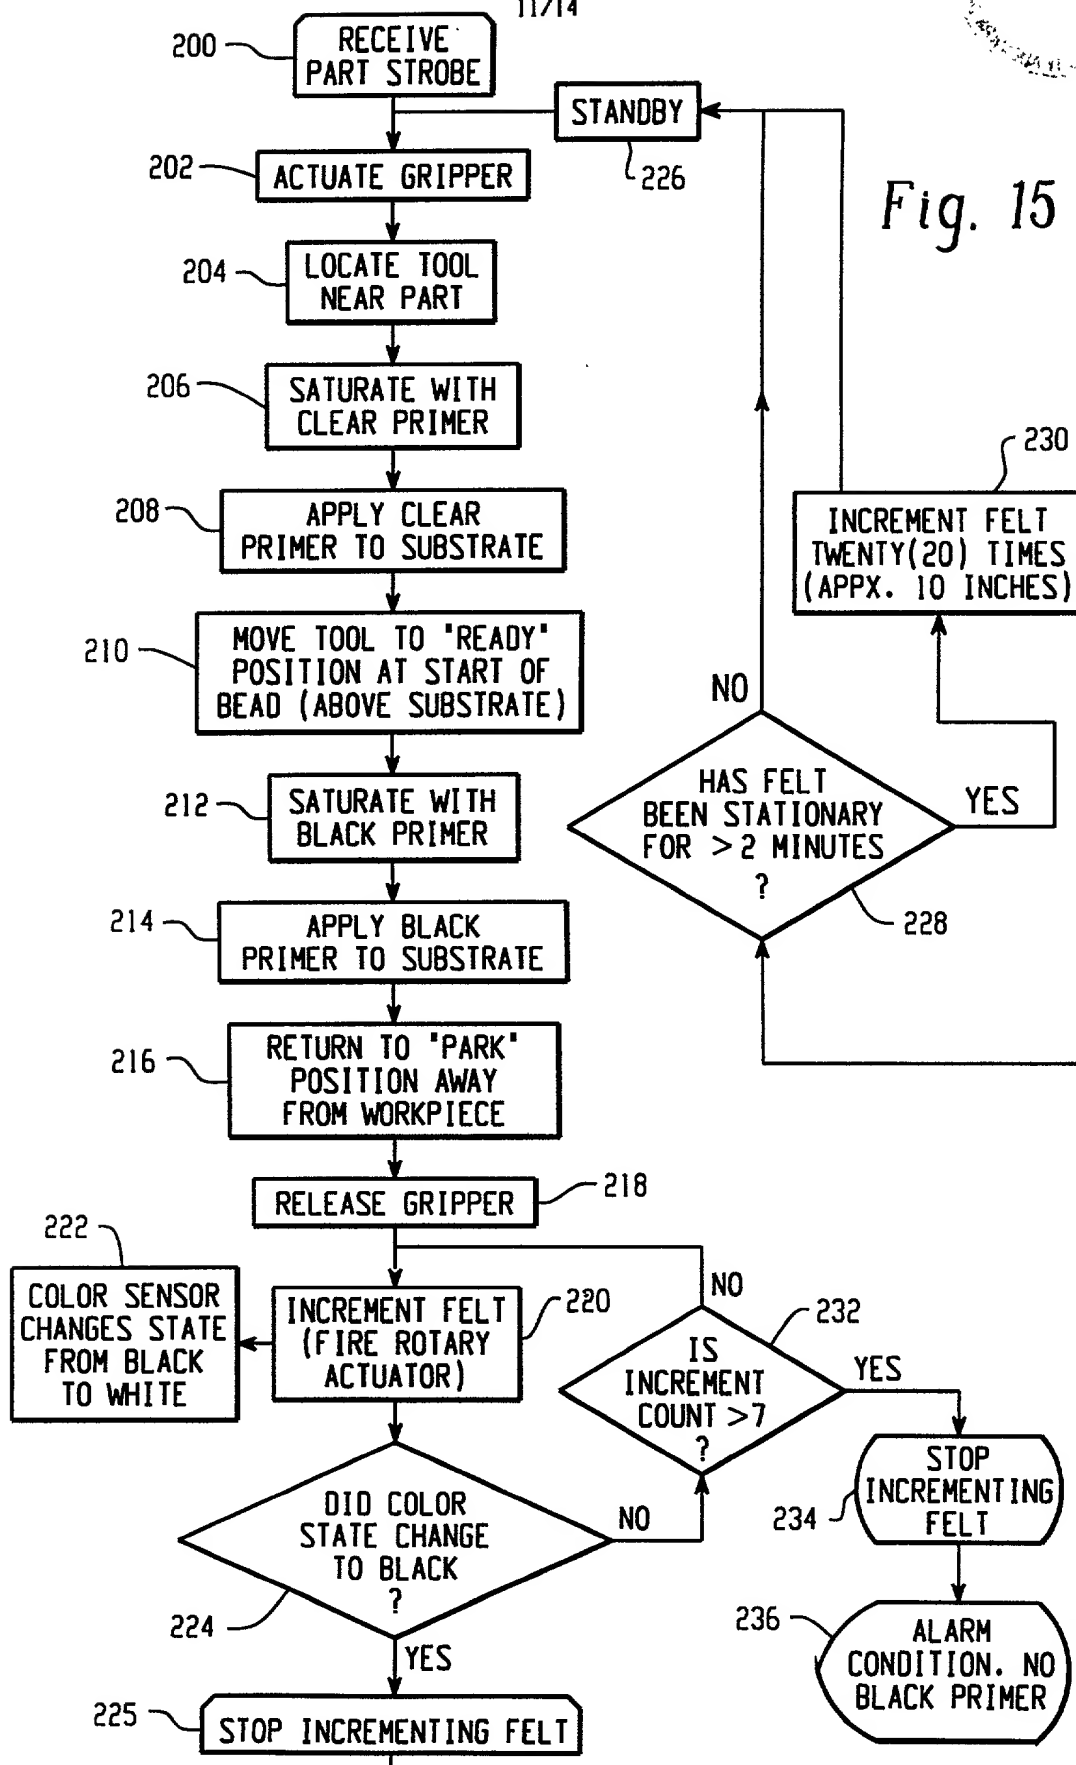 11/14
200
RECEIVE
PART STROBE
STANDBY
226
202
ACTUATE GRIPPER
Fig. 15
204
LOCATE TOOL
NEAR PART
206
SATURATE WITH
CLEAR PRIMER
230
INCREMENT FELT
TWENTY(20) TIMES
(APPX. 10 INCHES)
208
APPLY CLEAR
PRIMER TO SUBSTRATE
210
MOVE TOOL TO "READY"
POSITION AT START OF
BEAD (ABOVE SUBSTRATE)
NO
HAS FELT
BEEN STATIONARY
FOR >2 MINUTES
?
YES
228
212
SATURATE WITH
BLACK PRIMER
214
APPLY BLACK
PRIMER TO SUBSTRATE
216
RETURN TO "PARK"
POSITION AWAY
FROM WORKPIECE
218
RELEASE GRIPPER
222
COLOR SENSOR
CHANGES STATE
FROM BLACK
TO WHITE
INCREMENT FELT
(FIRE ROTARY
ACTUATOR)
220
NO
232
IS
INCREMENT
COUNT >7
?
YES
DID COLOR
STATE CHANGE
TO BLACK
?
NO
224
YES
STOP
INCREMENTING
FELT
234
236
ALARM
CONDITION. NO
BLACK PRIMER
225
STOP INCREMENTING FELT